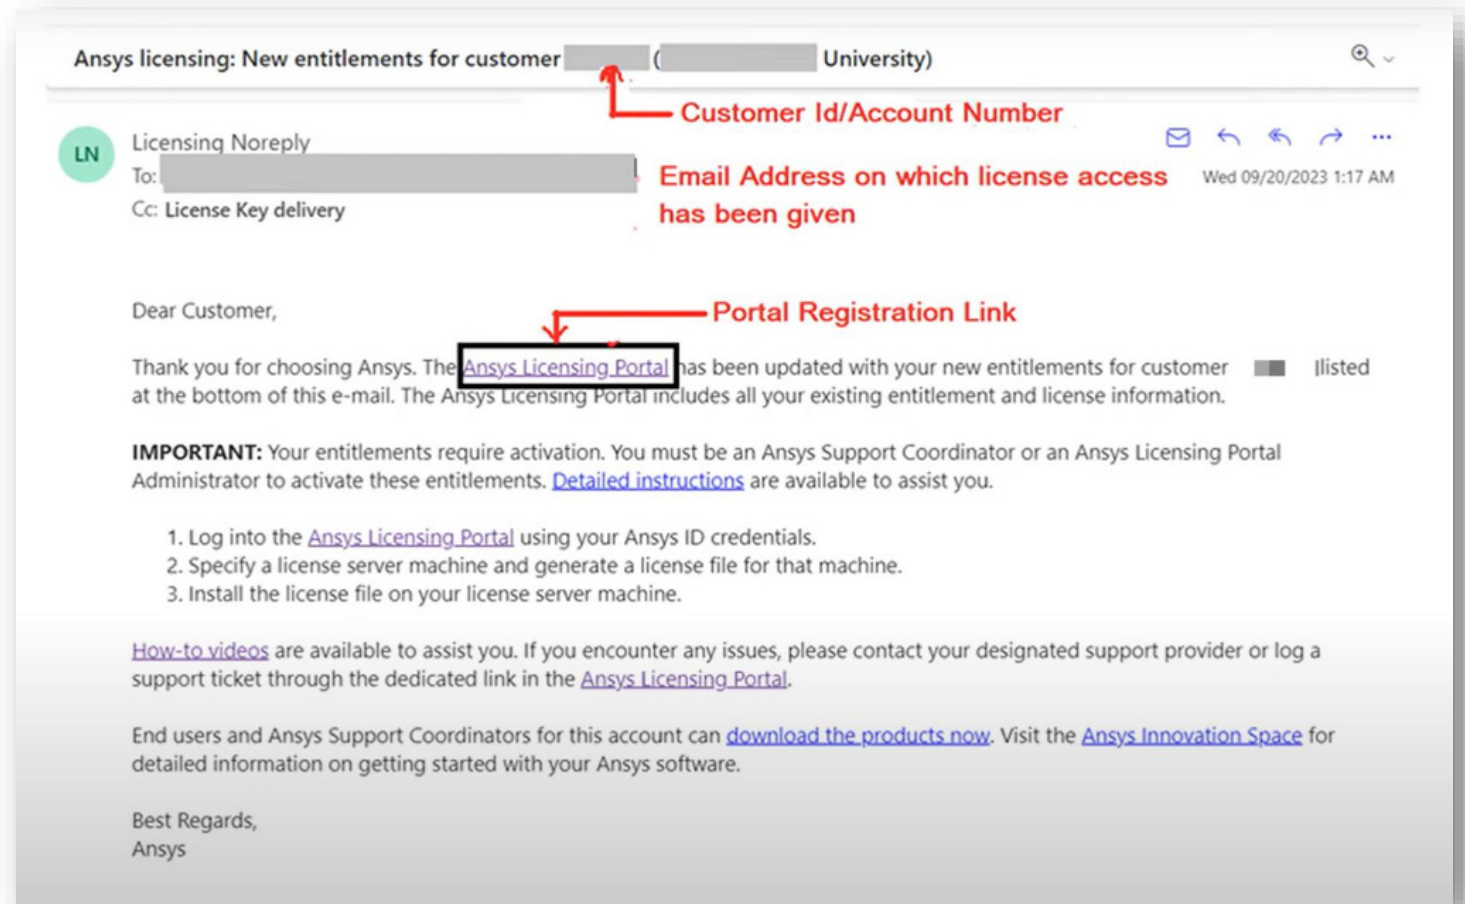 Ansys licensing: New entitlements for customer ( University)
Customer Id/Account Number
LN
Licensing Noreply
To:
Email Address on which license access
has been given
Wed 09/20/2023 1:17 AM
Cc: License Key delivery
Dear Customer,
Portal Registration Link
Thank you for choosing Ansys. The Ansys Licensing Portal has been updated with your new entitlements for customer listed
at the bottom of this e-mail. The Ansys Licensing Portal includes all your existing entitlement and license information.
IMPORTANT: Your entitlements require activation. You must be an Ansys Support Coordinator or an Ansys Licensing Portal
Administrator to activate these entitlements. Detailed instructions are available to assist you.
1. Log into the Ansys Licensing Portal using your Ansys ID credentials.
2. Specify a license server machine and generate a license file for that machine.
3. Install the license file on your license server machine.
How-to videos are available to assist you. If you encounter any issues, please contact your designated support provider or log a
support ticket through the dedicated link in the Ansys Licensing Portal.
End users and Ansys Support Coordinators for this account can download the products now. Visit the Ansys Innovation Space for
detailed information on getting started with your Ansys software.
Best Regards,
Ansys